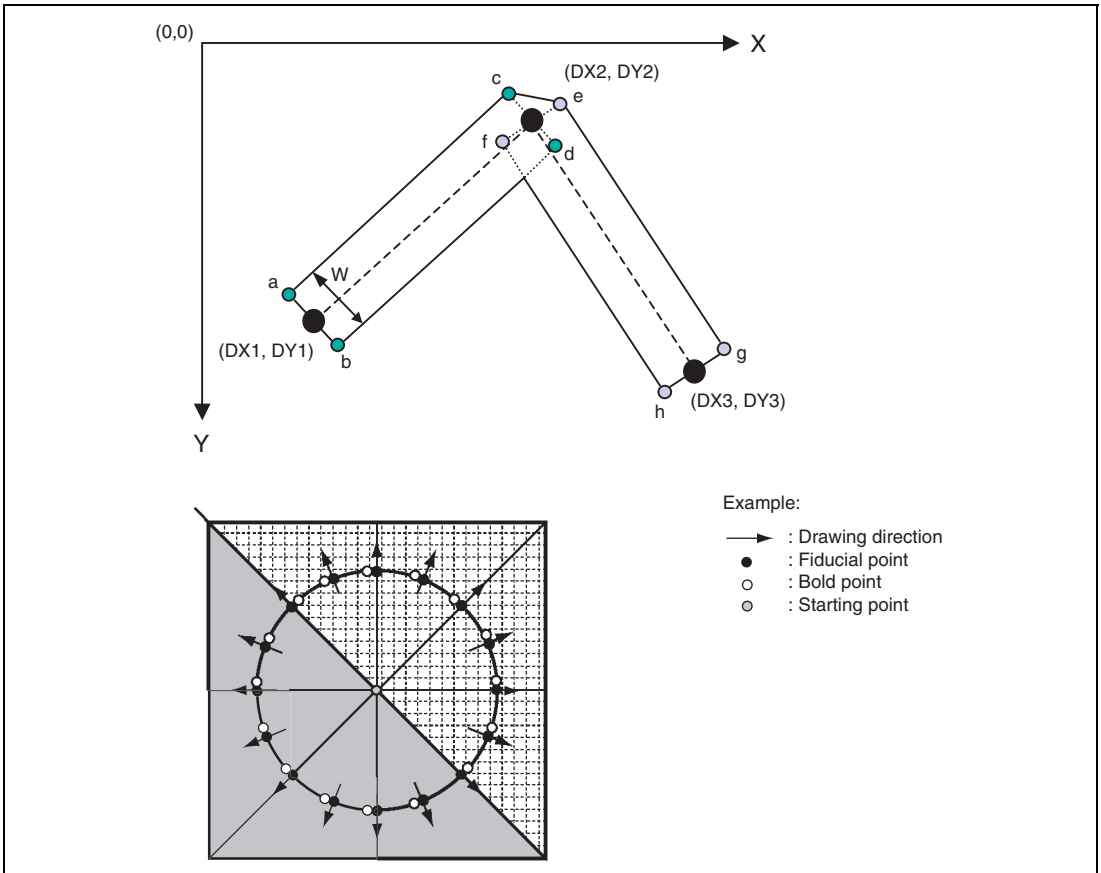 (0,0)
X
(DX2, DY2)
c
e
f
d
a
W
(DX1, DY1)
b
g
h
(DX3, DY3)
Y
Example:
: Drawing direction
: Fiducial point
: Bold point
: Starting point